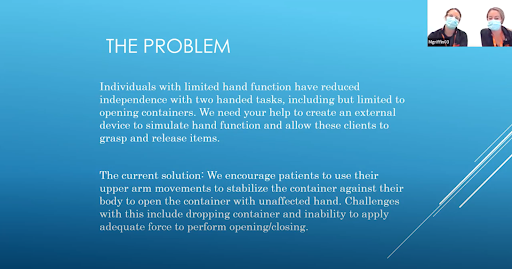 THE PROBLEM
Individuals with limited hand function have reduced
independence with two handed tasks, including but limited to
opening containers. We need your help to create an external
device to simulate hand function and allow these clients to
grasp and release items.
The current solution: We encourage patients to use their
upper arm movements to stabilize the container against their
body to open the container with unaffected hand. Challenges
with this include dropping container and inability to apply
adequate force to perform opening/closing.